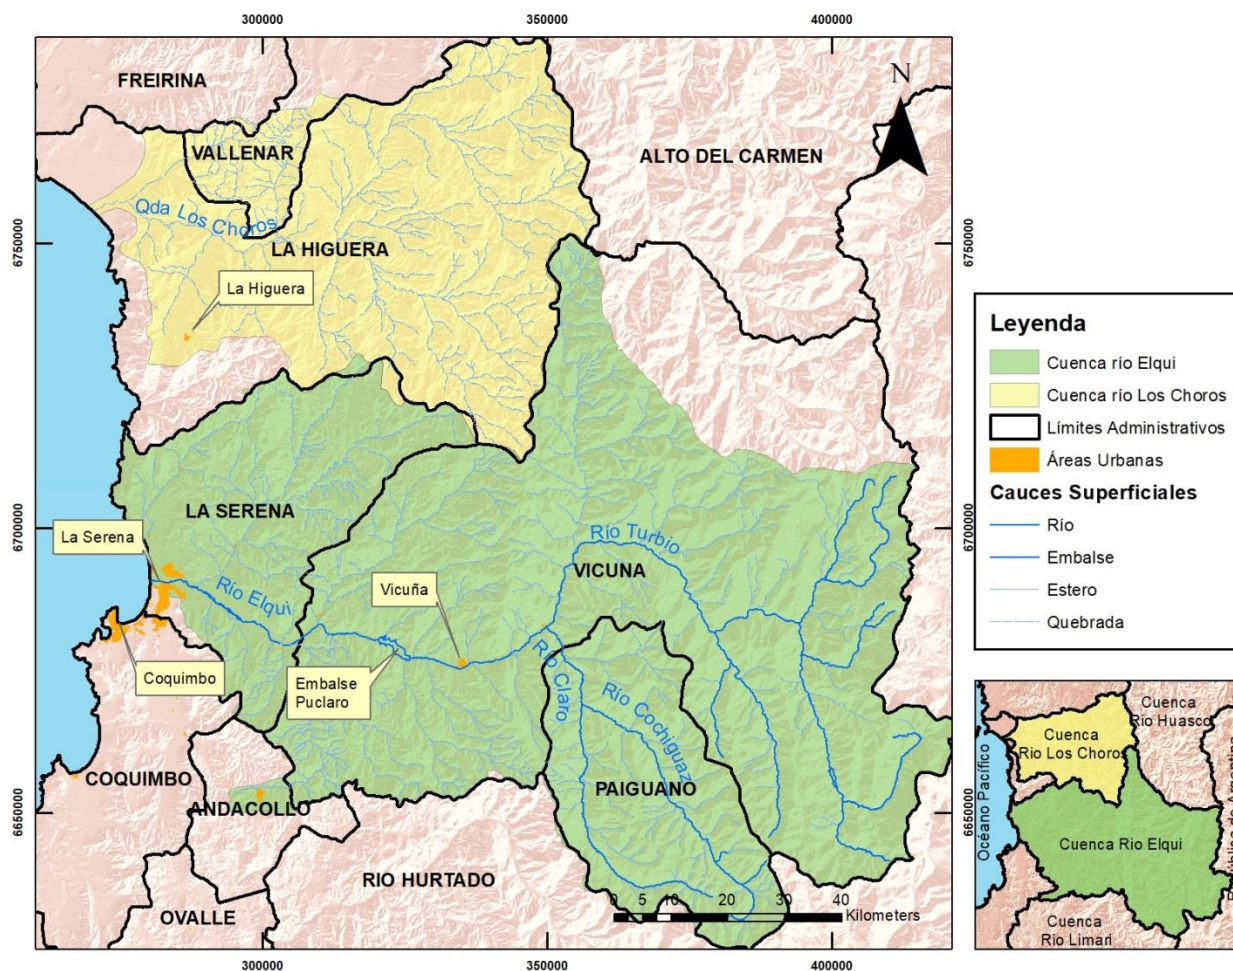 300000
350000
400000
FREIRINA
N
VALLENAR
ALTO DEL CARMEN
Qda Los Choros
6750000
6750000
LA HIGUERA
La Higuera
Leyenda
Cuenca río Elqui
Cuenca río Los Choros
Límites Administrativos
Áreas Urbanas
Cauces Superficiales
Río
Embalse
Estero
Quebrada
LA SERENA
6700000
6700000
La Serena
Río Turbio
VICUNA
Río Elqui
Vicuña
Coquimbo
Embalse
Puclaro
Río Claro
Río Cochiguaz
COQUIMBO
PAIGUANO
ANDACOLLO
6650000
6650000
RIO HURTADO
OVALLE
0 5 10 20 30 40
Kilometers
300000
350000
400000
Cuenca
Río Huasco
Cuenca
Rio Los Choros
Océano Pacífico
Cuenca Rio Elqui
Cuenca
Río Limari